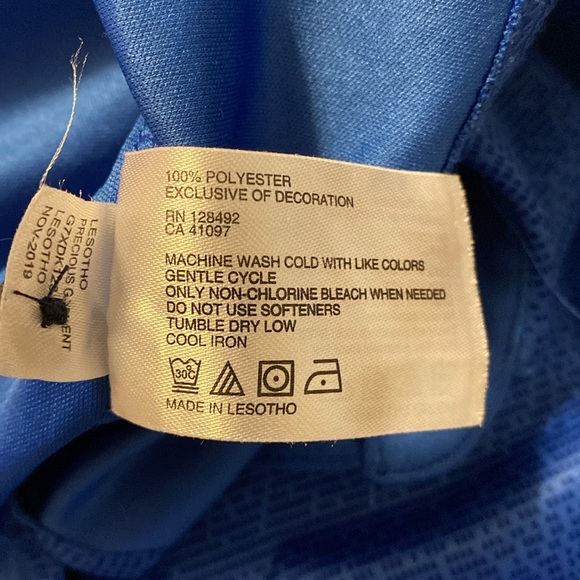 100% POLYESTER
EXCLUSIVE OF DECORATION
RN 128492
CA 41097
MACHINE WASH COLD WITH LIKE COLORS
GENTLE CYCLE
ONLY NON-CHLORINE BLEACH WHEN NEEDED
DO NOT USE SOFTENERS
TUMBLE DRY LOW
COOL IRON
30C
MADE IN LESOTHO
LESOTHO
PRECIOUS
LESOTHO
NOV-2019